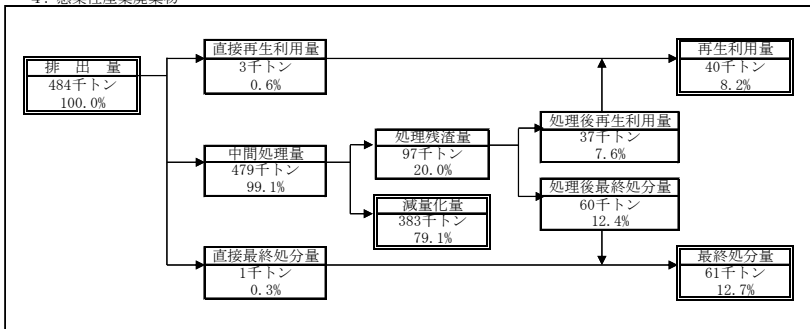 4．感染性産業廃棄物
排 出 量
484千トン
100.0%
直接再生利用量
3千トン
0.6%
再生利用量
40千トン
8.2%
中間処理量
479千トン
99.1%
処理残渣量
97千トン
20.0%
処理後再生利用量
37千トン
7.6%
減量化量
383千トン
79.1%
処理後最終処分量
60千トン
12.4%
直接最終処分量
1千トン
0.3%
最終処分量
61千トン
12.7%